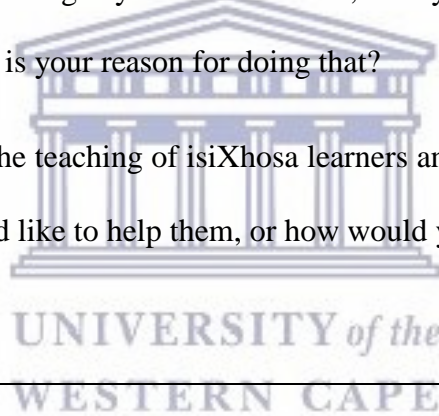 is your reason for doing that?
he teaching of isiXhosa learners
d like to help them, or how would
UNIVERSITY of the
WESTERN CAPE